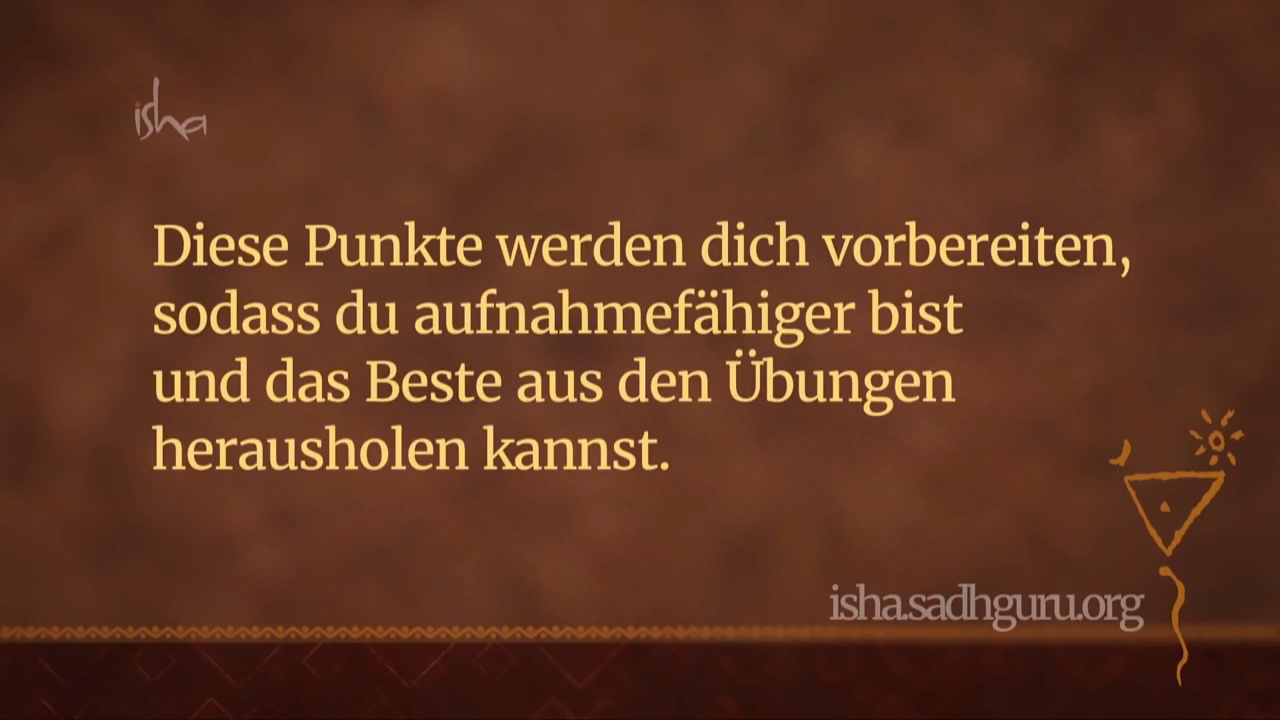 isha
Diese Punkte werden dich vorbereiten,
sodass du aufnahmefähiger bist
und das Beste aus den Übungen
herausholen kannst.
isha.sadhguru.org